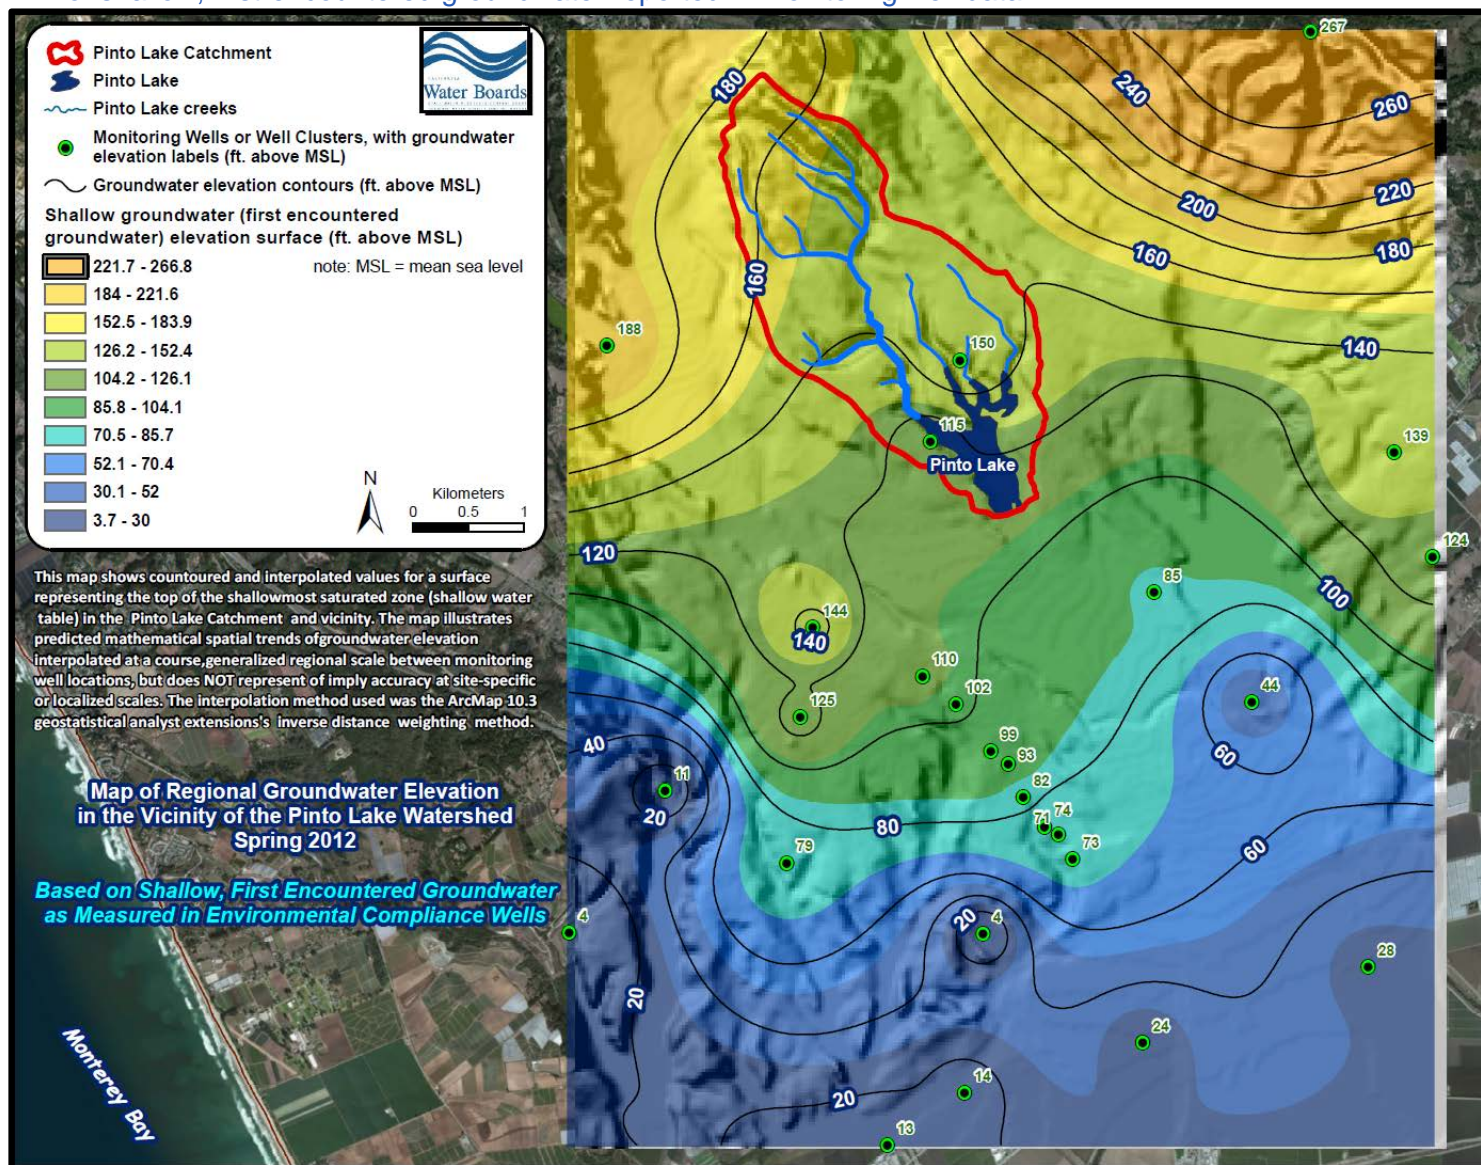 Pinto Lake Catchment
Pinto Lake
Pinto Lake creeks
Monitoring Wells or Well Clusters, with groundwater
elevation labels (ft. above MSL)
Groundwater elevation contours (ft. above MSL)
Shallow groundwater (first encountered
groundwater) elevation surface (ft. above MSL)
221.7 - 266.8
note: MSL = mean sea level
184 - 221.6
152.5 - 183.9
126.2 - 152.4
104.2 - 126.1
85.8 - 104.1
70.5 - 85.7
52.1 - 70.4
30.1 - 52
3.7 - 30
Water Boards
N
Kilometers
0 0.5 1
This map shows countoured and interpolated values for a surface
representing the top of the shallowmost saturated zone (shallow water
table) in the Pinto Lake Catchment and vicinity. The map illustrates
predicted mathematical spatial trends ofgroundwater elevation
interpolated at a course,generalized regional scale between monitoring
well locations, but does NOT represent of imply accuracy at site-specific
or localized scales. The interpolation method used was the ArcMap 10.3
geostatistical analyst extensions's inverse distance weighting method.
Map of Regional Groundwater Elevation
in the Vicinity of the Pinto Lake Watershed
Spring 2012
Based on Shallow, First Encountered Groundwater
as Measured in Environmental Compliance Wells
Monterey Bay
267
180
240
260
220
200
180
160
160
188
150
140
115
139
Pinto Lake
120
124
85
100
144
140
110
102
125
44
40
99
93
60
11
82
20
71
74
80
73
79
60
4
20
4
28
20
24
14
20
13